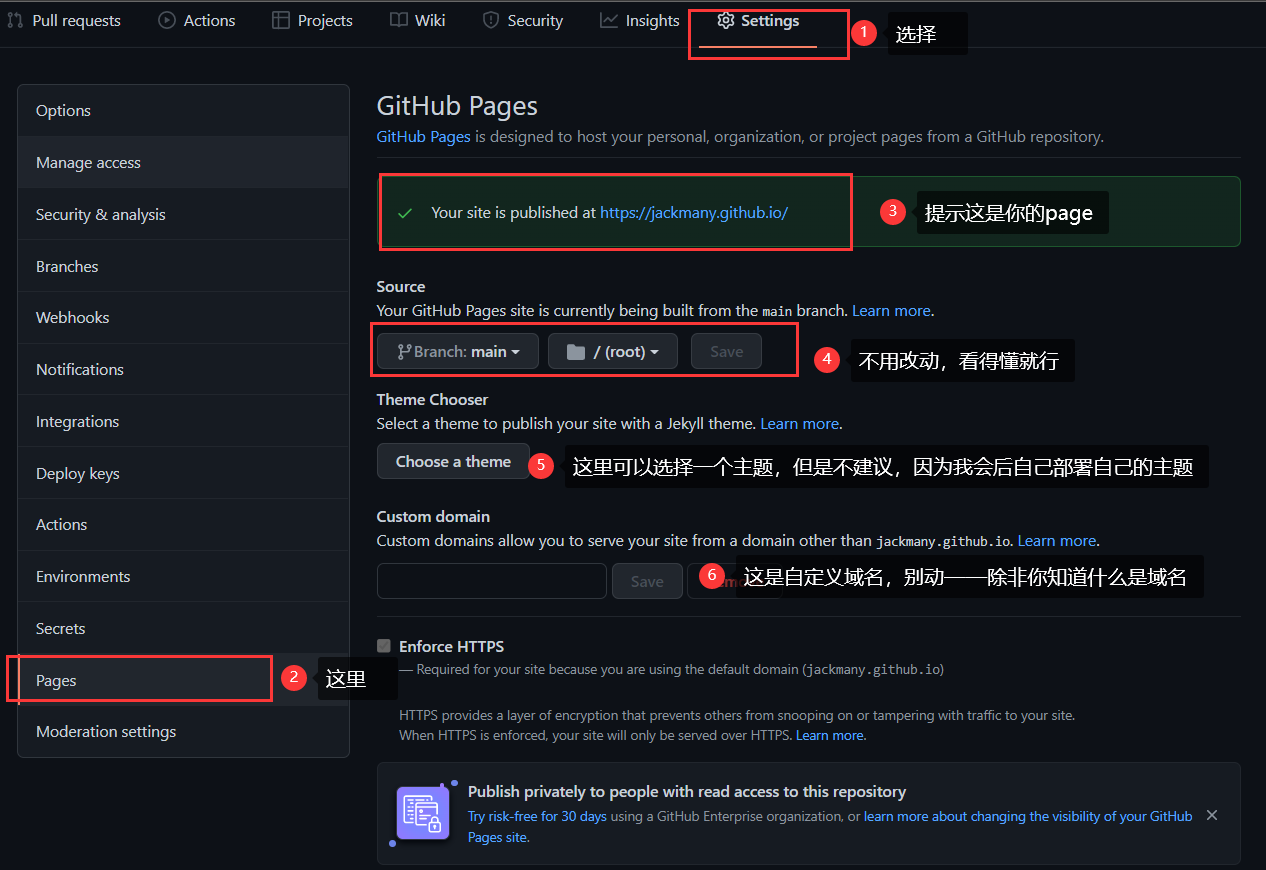 Pull requests Actions Projects Wiki Security Insights Settings
1 选择
Options
Manage access
Security & analysis
Branches
Webhooks
Notifications
Integrations
Deploy keys
Actions
Environments
Secrets
Pages
2 这里
Moderation settings
GitHub Pages
GitHub Pages is designed to host your personal, organization, or project pages from a GitHub repository.
Your site is published at https://jackmany.github.io/
3 提示这是你的page
Source
Your GitHub Pages site is currently being built from the main branch. Learn more.
Branch: main / (root) Save
4 不用改动，看得懂就行
Theme Chooser
Select a theme to publish your site with a Jekyll theme. Learn more.
Choose a theme
5 这里可以选择一个主题，但是不建议，因为我会后自己部署自己的主题
Custom domain
Custom domains allow you to serve your site from a domain other than jackmany.github.io. Learn more.
Save
6 这是自定义域名，别动——除非你知道什么是域名
Enforce HTTPS
— Required for your site because you are using the default domain (jackmany.github.io)
HTTPS provides a layer of encryption that prevents others from snooping on or tampering with traffic to your site.
When HTTPS is enforced, your site will only be served over HTTPS. Learn more.
Publish privately to people with read access to this repository
Try risk-free for 30 days using a GitHub Enterprise organization, or learn more about changing the visibility of your GitHub
Pages site.